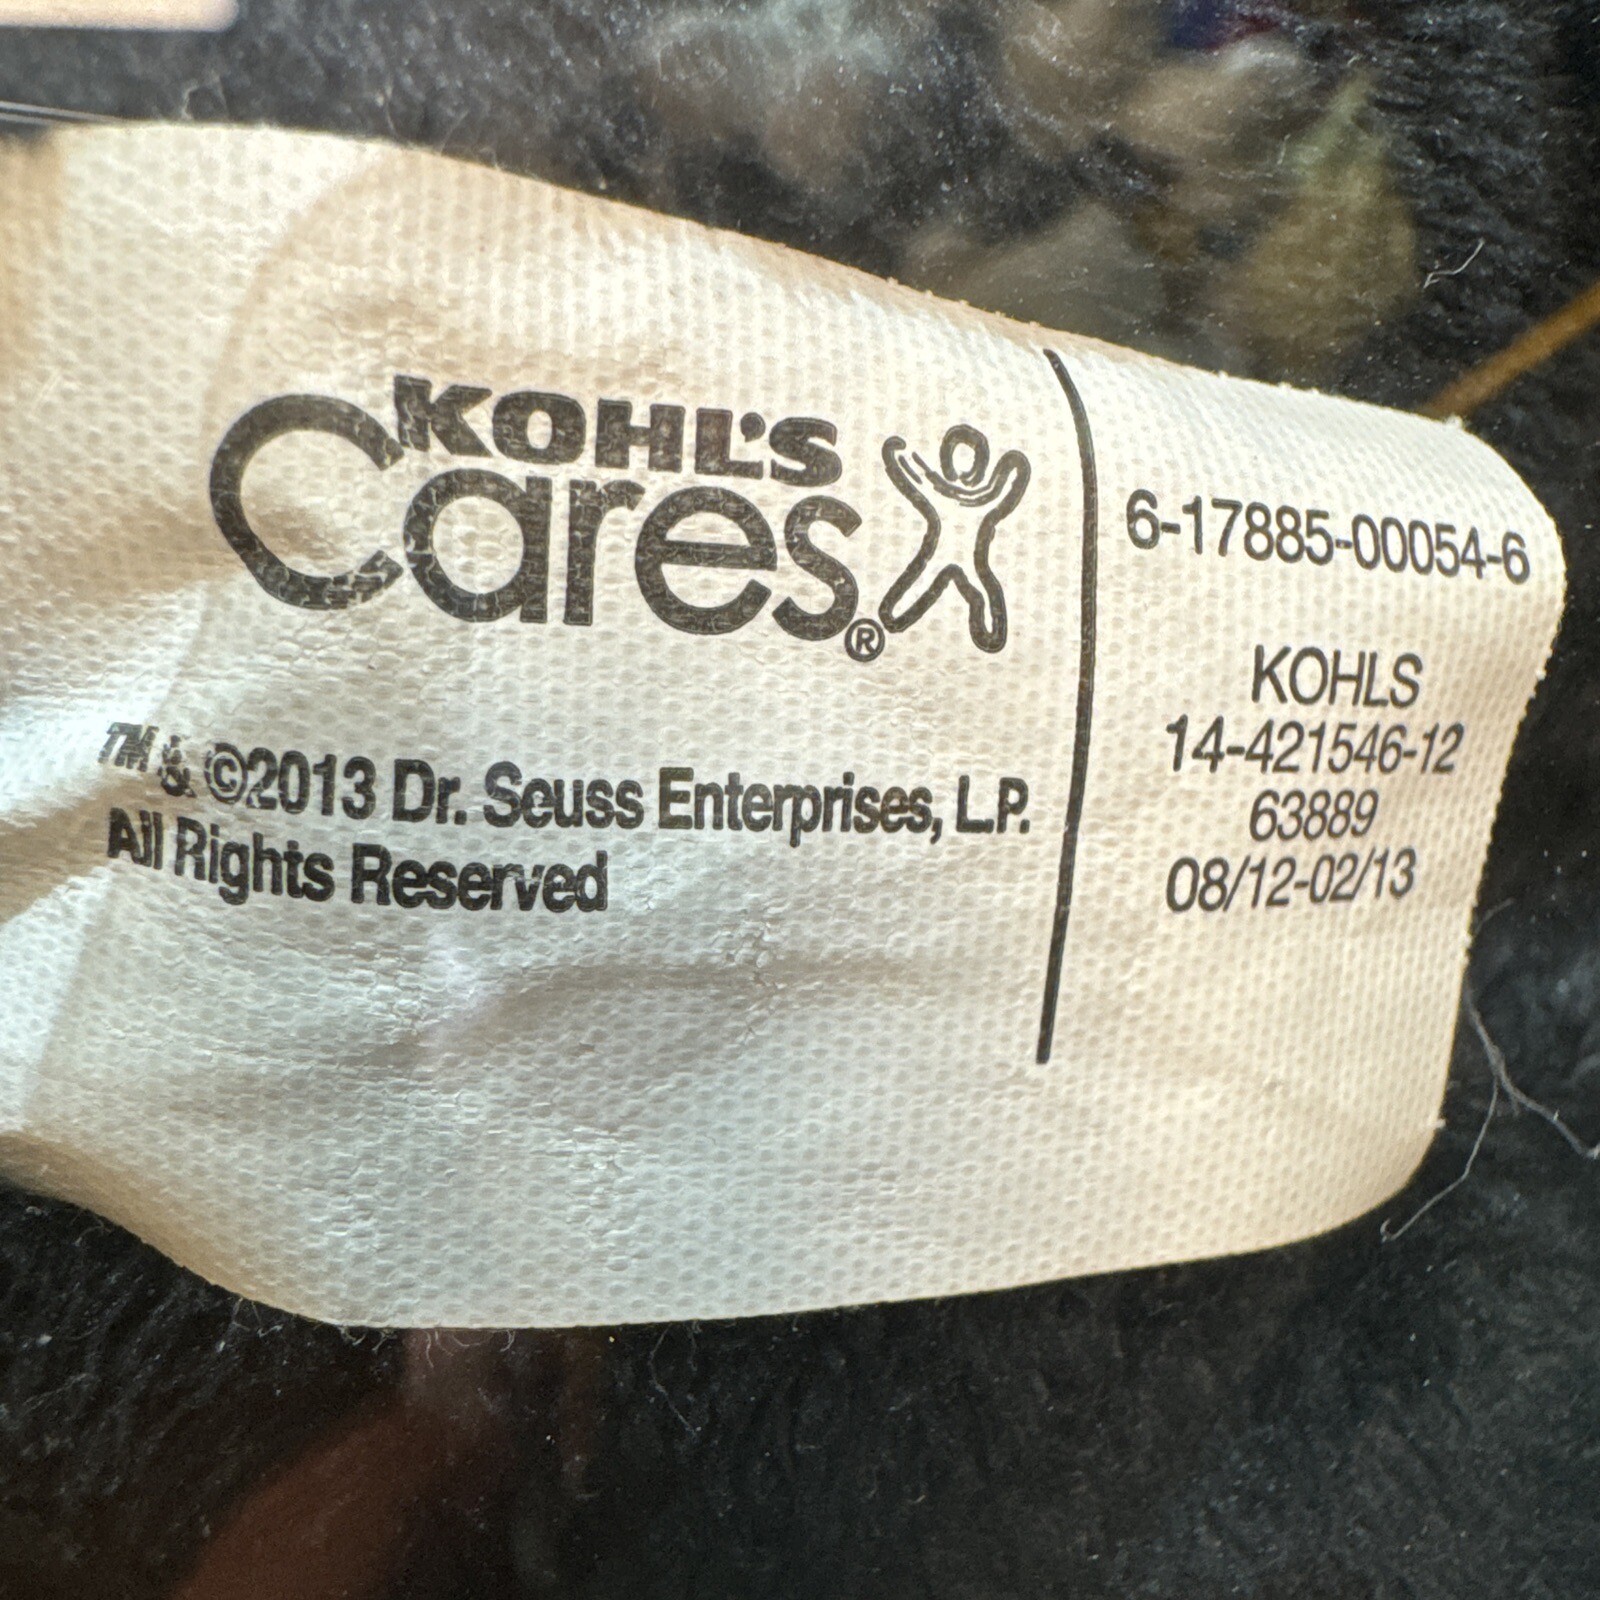 KOHL'S
Cares®
™ & ©2013 Dr. Seuss Enterprises, L.P.
All Rights Reserved
6-17885-00054-6
KOHLS
14-421546-12
63889
08/12-02/13